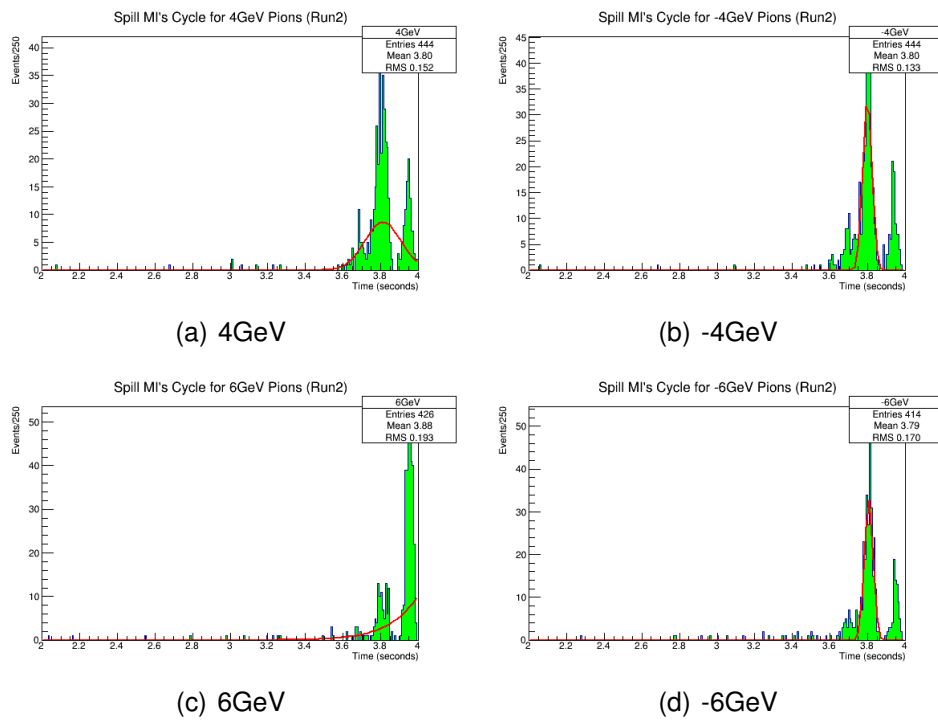 Spill MI's Cycle for 4GeV Pions (Run2)
4GeV
Entries 444
Mean 3.80
RMS 0.152
Events/250
40
35
30
25
20
15
10
5
0
2 2.2 2.4 2.6 2.8 3 3.2 3.4 3.6 3.8 4
Time (seconds)
(a) 4GeV
Spill MI's Cycle for -4GeV Pions (Run2)
-4GeV
Entries 444
Mean 3.80
RMS 0.133
Events/250
45
40
35
30
25
20
15
10
5
0
2 2.2 2.4 2.6 2.8 3 3.2 3.4 3.6 3.8 4
Time (seconds)
(b) -4GeV
Spill MI's Cycle for 6GeV Pions (Run2)
6GeV
Entries 426
Mean 3.88
RMS 0.193
Events/250
50
40
30
20
10
0
2 2.2 2.4 2.6 2.8 3 3.2 3.4 3.6 3.8 4
Time (seconds)
(c) 6GeV
Spill MI's Cycle for -6GeV Pions (Run2)
-6GeV
Entries 414
Mean 3.79
RMS 0.170
Events/250
50
40
30
20
10
0
2 2.2 2.4 2.6 2.8 3 3.2 3.4 3.6 3.8 4
Time (seconds)
(d) -6GeV